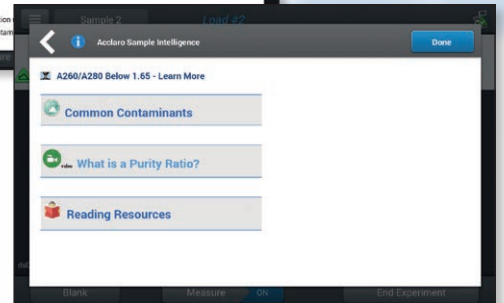 Sample 2
Load #2
Acclaro Sample Intelligence
Done
A260/A280 Below 1.65 - Learn More
Common Contaminants
video
What is a Purity Ratio?
Reading Resources
Blank
Measure
ON
End Experiment